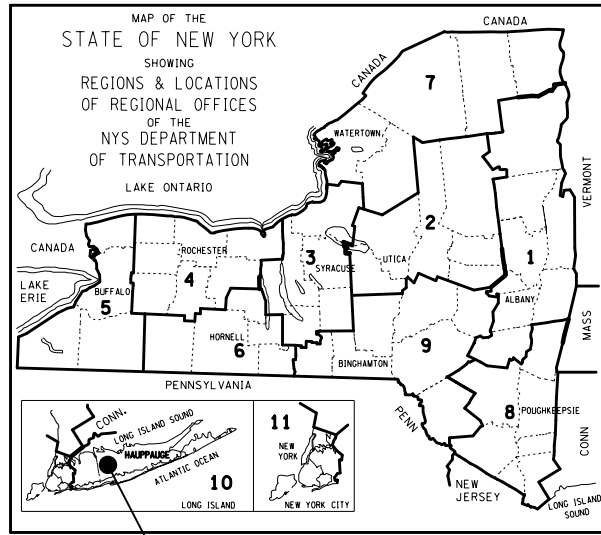 MAP OF THE
STATE OF NEW YORK
SHOWING
REGIONS & LOCATIONS
OF REGIONAL OFFICES
OF THE
NYS DEPARTMENT
OF TRANSPORTATION
LAKE ONTARIO
CANADA
CANADA
7
WATERTOWN
VERMONT
2
1
CANADA
ROCHESTER
3
SYRACUSE
UTICA
LAKE
ERIE
BUFFALO
5
4
ALBANY
MASS
HORNELL
6
BINGHAMTON
9
PENNSYLVANIA
8
POUGHKEEPSIE
PENN
CONN
NEW
JERSEY
LONG ISLAND
SOUND
CONN.
LONG ISLAND SOUND
HAUPPAUGE
ATLANTIC OCEAN
10
LONG ISLAND
11
NEW
YORK
NEW YORK CITY